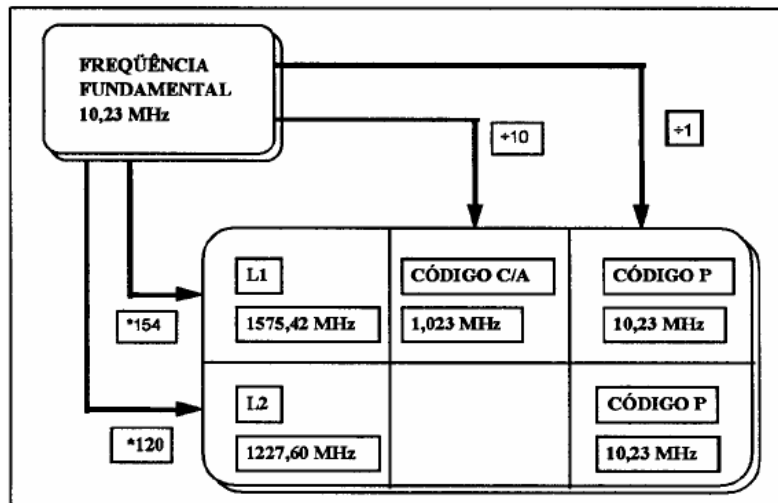 FREQÜÊNCIA
FUNDAMENTAL
10,23 MHz
÷10
÷1
L1
CÓDIGO C/A
CÓDIGO P
1575,42 MHz
1,023 MHz
10,23 MHz
*154
L2
CÓDIGO P
*120
1227,60 MHz
10,23 MHz